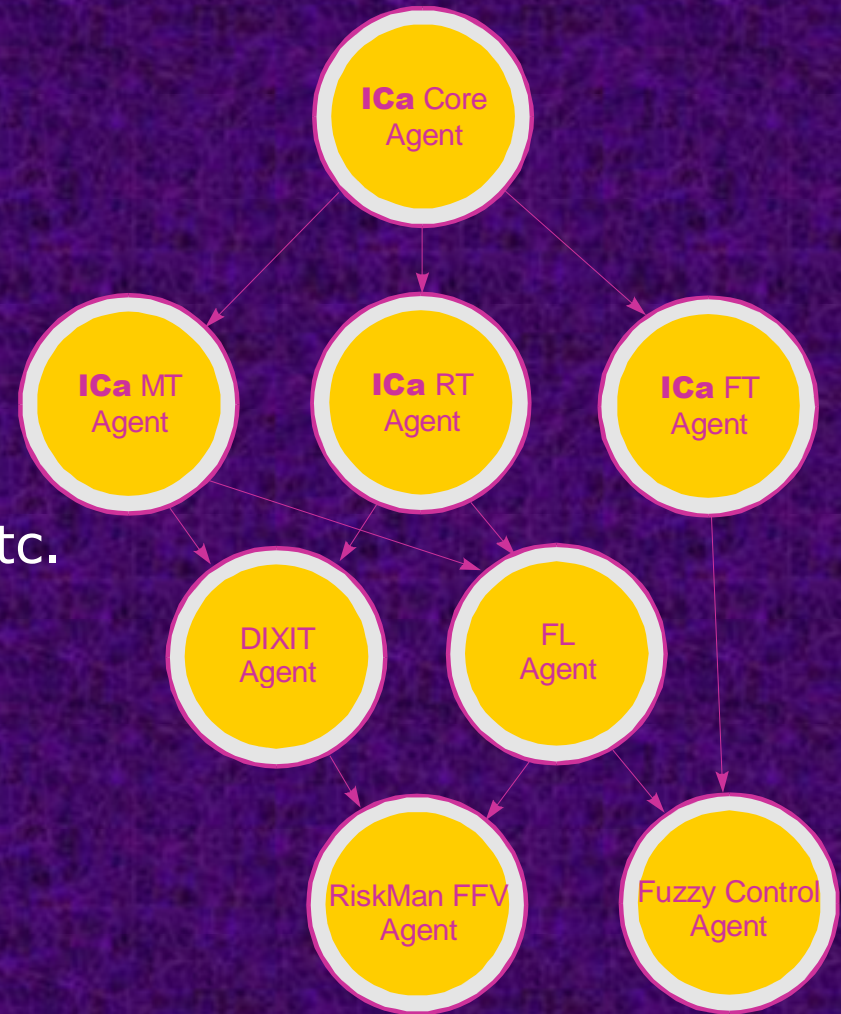 ICa Core
Agent
ICa MT
Agent
ICa RT
Agent
ICa FT
Agent
tc.
DIXIT
Agent
FL
Agent
RiskMan FFV
Agent
Fuzzy Control
Agent